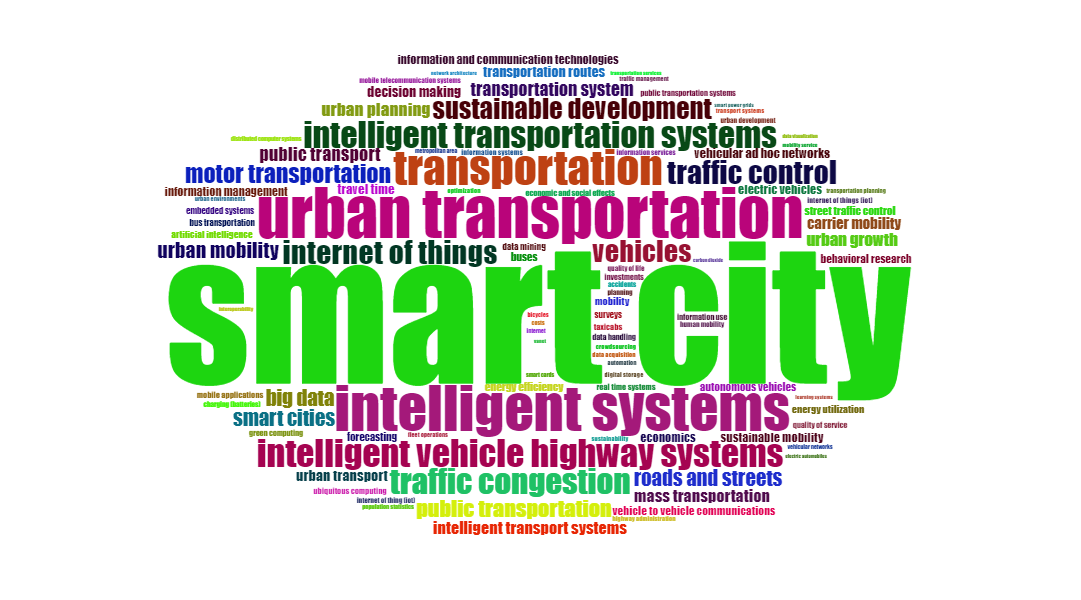 information and communication technologies
network architecture
transportation routes
transportation services
traffic management
mobile telecommunication systems
decision making
transportation system
public transportation systems
smart power grids
urban planning
sustainable development
transport systems
urban development
distributed computer systems
intelligent transportation systems
data visualization
mobility service
public transport
metropolitan area
information systems
information services
vehicular ad hoc networks
motor transportation
transportation
traffic control
information management
urban environments
travel time
optimization
economic and social effects
electric vehicles
transportation planning
internet of things (iot)
embedded systems
urban transportation
street traffic control
bus transportation
carrier mobility
artificial intelligence
urban growth
urban mobility
internet of things
data mining
buses
vehicles
carbon dioxide
behavioral research
quality of life
investments
accidents
planning
mobility
smart city
interoperability
bicycles
costs
internet
smart
surveys
taxicabs
data handling
crowdsourcing
data acquisition
automation
information use
human mobility
smart cards
digital storage
energy efficiency
real time systems
autonomous vehicles
mobile applications
charging (batteries)
big data
intelligent systems
learning systems
energy utilization
smart cities
quality of service
green computing
forecasting
fleet operations
sustainability
economics
sustainable mobility
vehicular networks
electric automobiles
intelligent vehicle highway systems
urban transport
traffic congestion
roads and streets
ubiquitous computing
mass transportation
internet of thing (iot)
population statistics
public transportation
vehicle to vehicle communications
highway administration
intelligent transport systems